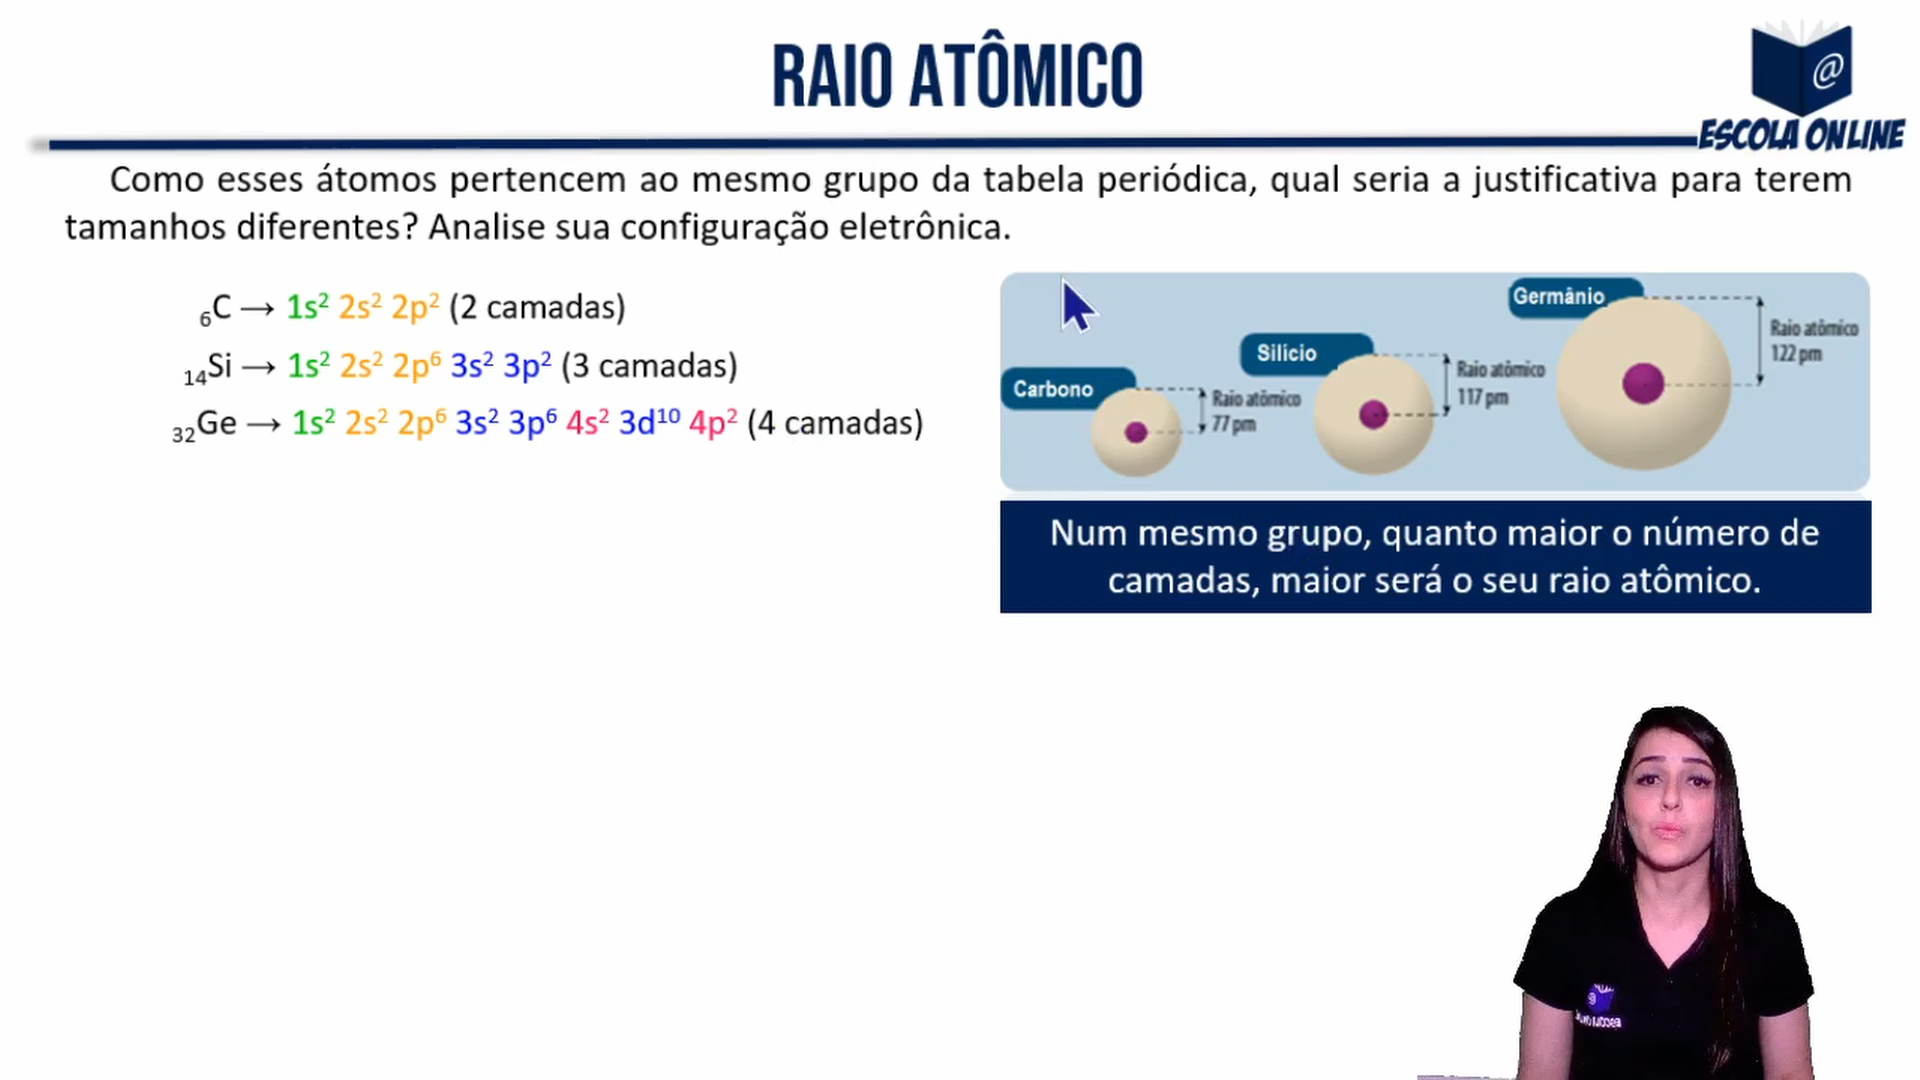 RAIO ATÔMICO
@
ESCOLA ONLINE
Como esses átomos pertencem ao mesmo grupo da tabela periódica, qual seria a justificativa para terem
tamanhos diferentes? Analise sua configuração eletrônica.
₆C → 1s² 2s² 2p² (2 camadas)
₁₄Si → 1s² 2s² 2p⁶ 3s² 3p² (3 camadas)
₃₂Ge → 1s² 2s² 2p⁶ 3s² 3p⁶ 4s² 3d¹⁰ 4p² (4 camadas)
Carbono
Raio atômico
77 pm
Silício
Raio atômico
117 pm
Germânio
Raio atômico
122 pm
Num mesmo grupo, quanto maior o número de
camadas, maior será o seu raio atômico.